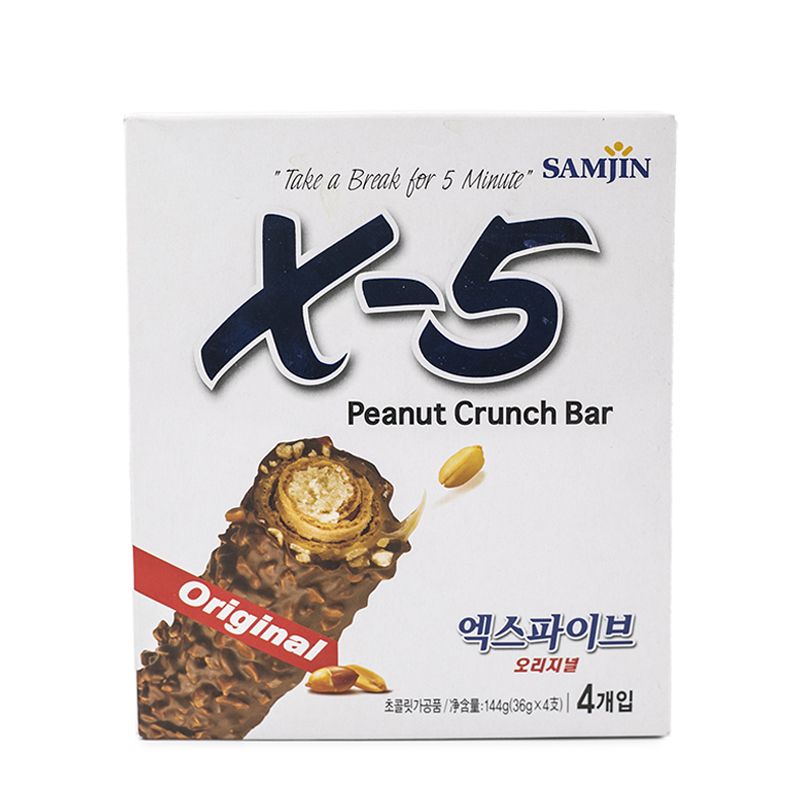 "Take a Break for 5 Minute"
SAMJIN
X-5
Peanut Crunch Bar
Original
엑스파이브
오리지널
초콜릿가공품/净含量:144g(36g×4支) | 4개입